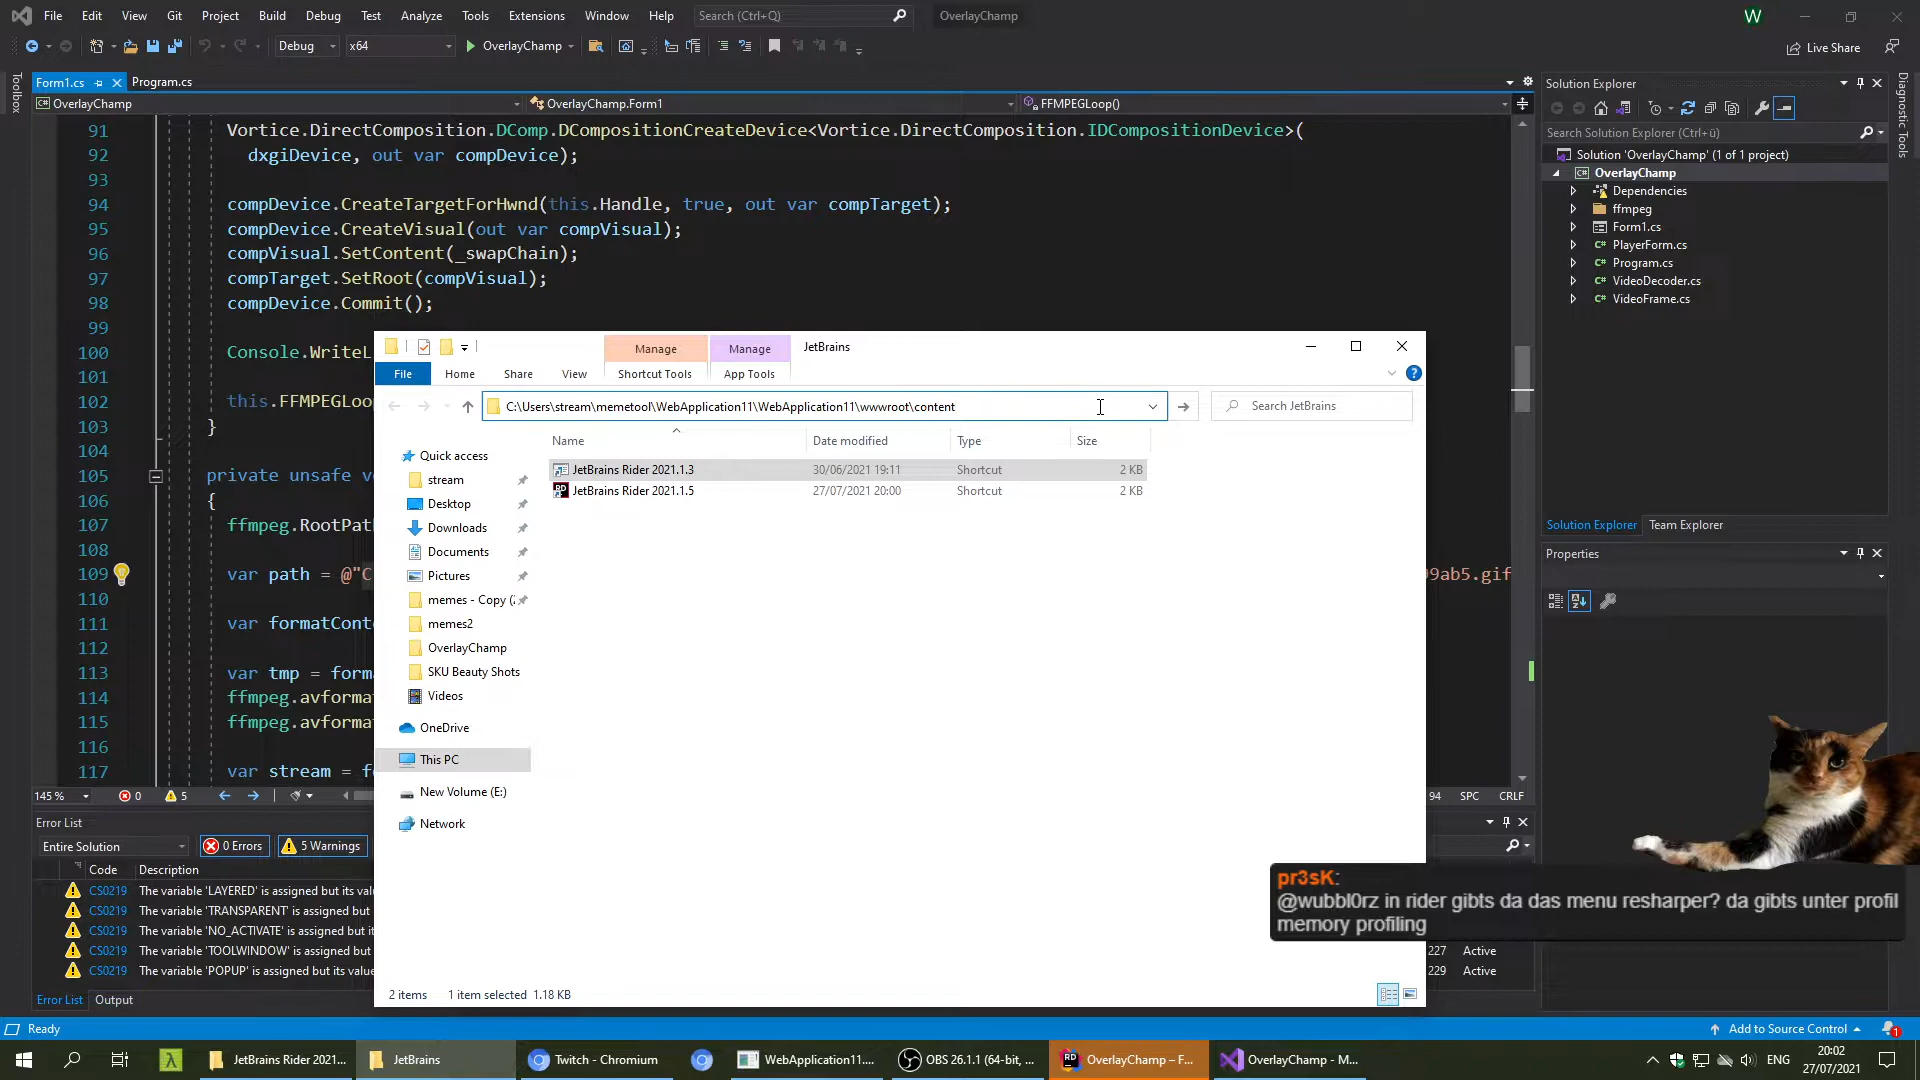 File Edit View Git Project Build Debug Test Analyze Tools Extensions Window Help Search (Ctrl+Q) OverlayChamp W
Debug x64 OverlayChamp Live Share
Toolbox
Form1.cs Program.cs
OverlayChamp OverlayChamp.Form1 FFMPEGLoop()
91 Vortice.DirectComposition.DComp.DCompositionCreateDevice<Vortice.DirectComposition.IDCompositionDevice>(
92 dxgiDevice, out var compDevice);
93
94 compDevice.CreateTargetForHwnd(this.Handle, true, out var compTarget);
95 compDevice.CreateVisual(out var compVisual);
96 compVisual.SetContent(_swapChain);
97 compTarget.SetRoot(compVisual);
98 compDevice.Commit();
99
100 Console.WriteL
101
102 this.FFMPEGLoo
103 }
104
105 private unsafe v
106 {
107 ffmpeg.RootPat
108
109 var path = @"C 9ab5.gif
110
111 var formatCont
112
113 var tmp = form
114 ffmpeg.avforma
115 ffmpeg.avforma
116
117 var stream = f
145 % 0 5 94 SPC CRLF
Error List
Entire Solution 0 Errors 5 Warnings
Code Description
CS0219 The variable 'LAYERED' is assigned but its valu
CS0219 The variable 'TRANSPARENT' is assigned but
CS0219 The variable 'NO_ACTIVATE' is assigned but i
CS0219 The variable 'TOOLWINDOW' is assigned but
CS0219 The variable 'POPUP' is assigned but its value
227 Active
229 Active
Error List Output
Manage Manage JetBrains
File Home Share View Shortcut Tools App Tools
C:\Users\stream\memetool\WebApplication11\WebApplication11\wwwroot\content Search JetBrains
Name Date modified Type Size
JetBrains Rider 2021.1.3 30/06/2021 19:11 Shortcut 2 KB
JetBrains Rider 2021.1.5 27/07/2021 20:00 Shortcut 2 KB
Quick access
stream
Desktop
Downloads
Documents
Pictures
memes - Copy (2
memes2
OverlayChamp
SKU Beauty Shots
Videos
OneDrive
This PC
New Volume (E:)
Network
2 items 1 item selected 1.18 KB
Solution Explorer
Search Solution Explorer (Ctrl+ü)
Solution 'OverlayChamp' (1 of 1 project)
OverlayChamp
Dependencies
ffmpeg
Form1.cs
PlayerForm.cs
Program.cs
VideoDecoder.cs
VideoFrame.cs
Solution Explorer Team Explorer
Properties
Diagnostic Tools
pr3sK:
@wubbl0rz in rider gibts da das menu resharper? da gibts unter profil
memory profiling
Ready Add to Source Control 1
JetBrains Rider 2021... JetBrains Twitch - Chromium WebApplication11.... OBS 26.1.1 (64-bit, ... OverlayChamp – F... OverlayChamp - M... ENG 20:02
27/07/2021